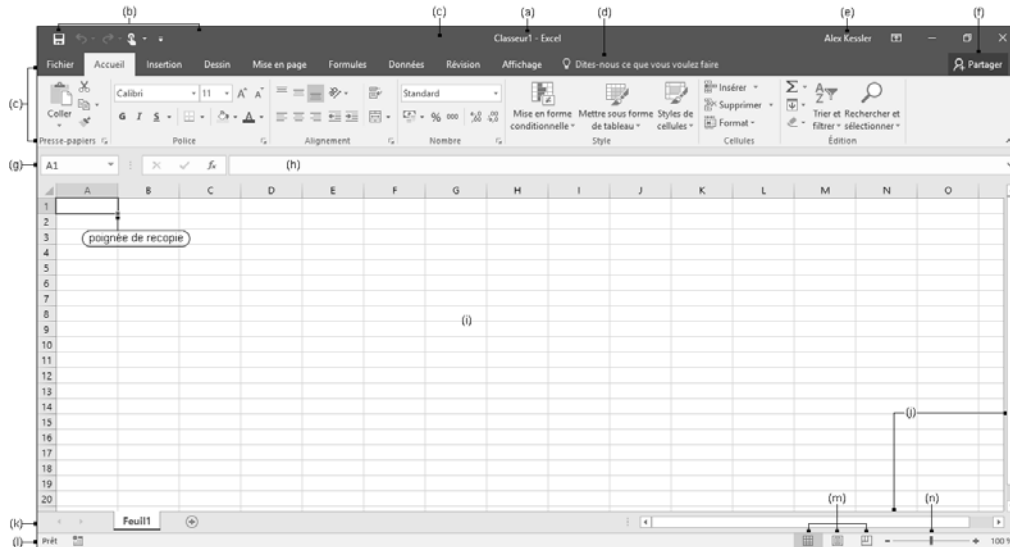 (b) (c) (a) (d) (e) (f)
Classeur1 - Excel Alex Kessler
Fichier Accueil Insertion Dessin Mise en page Formules Données Révision Affichage Dites-nous ce que vous voulez faire Partager
(c)
Coller
Calibri 11 A A
G I S A
Standard
% 000
Mise en forme conditionnelle
Mettre sous forme de tableau
Styles de cellules
Insérer
Supprimer
Format
Trier et filtrer
Rechercher et sélectionner
Presse-papiers Police Alignement Nombre Style Cellules Édition
(g) A1 fx (h)
A B C D E F G H I J K L M N O
1
2
3 poignée de recopie
4
5
6
7
8 (i)
9
10
11
12
13
14 (j)
15
16
17
18
19
20 (m) (n)
(k) Feuil1
(l) Prêt 100 %